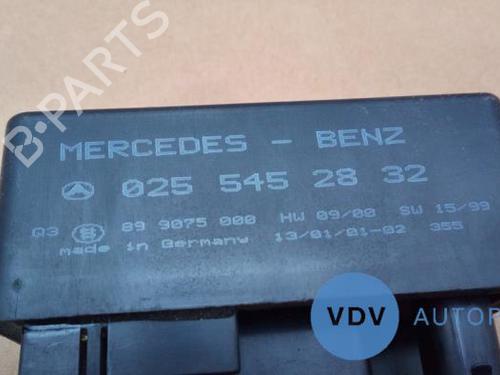 B-PARTS
MERCEDES - BENZ
025 545 28 32
Q3 89 9075 000 HW 09/00 SW 15/99
made in Germany 13/01/01-02 355
VDV AUTOP